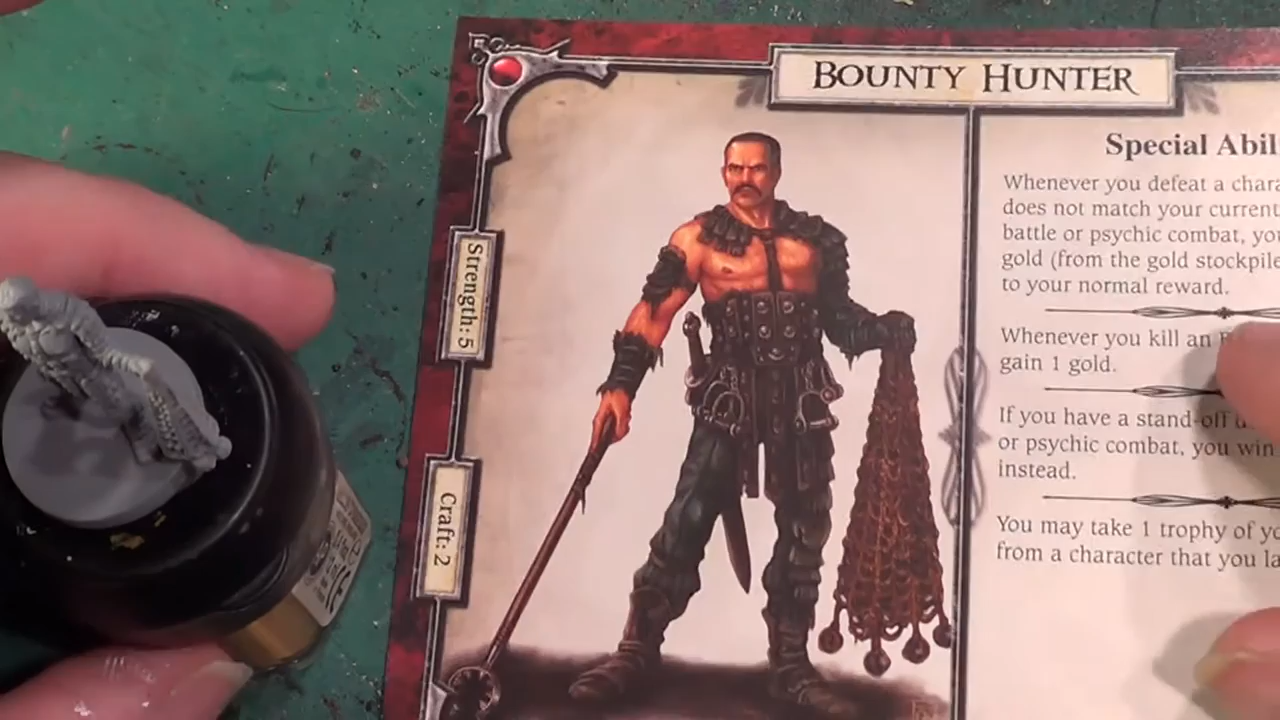 BOUNTY HUNTER
Special Abil
Whenever you defeat a chara
does not match your current
battle or psychic combat, you
gold (from the gold stockpile
to your normal reward.
Whenever you kill an
gain 1 gold.
If you have a stand-off
or psychic combat, you win
instead.
You may take 1 trophy of yo
from a character that you la
Strength: 5
Craft: 2
CE